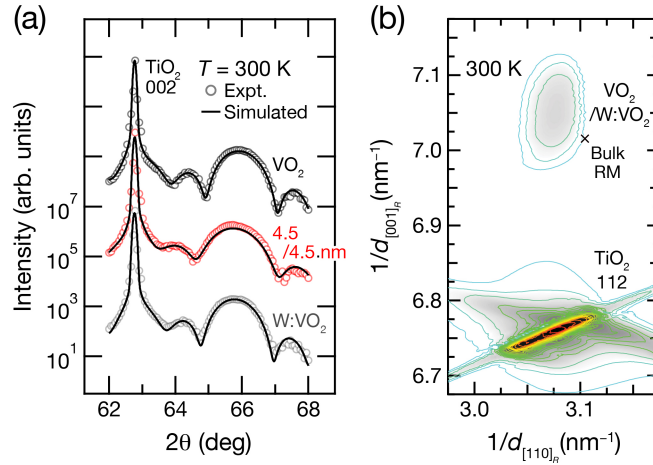 (a)
TiO2
002
T = 300 K
Expt.
Simulated
VO2
4.5
/4.5 nm
W:VO2
Intensity (arb. units)
10^7
10^5
10^3
10^1
62 64 66 68
2θ (deg)
(b)
300 K
VO2
/W:VO2
Bulk
RM
TiO2
112
1/d[001]R (nm−1)
7.1
7.0
6.9
6.8
6.7
3.0 3.1
1/d[110]R (nm−1)